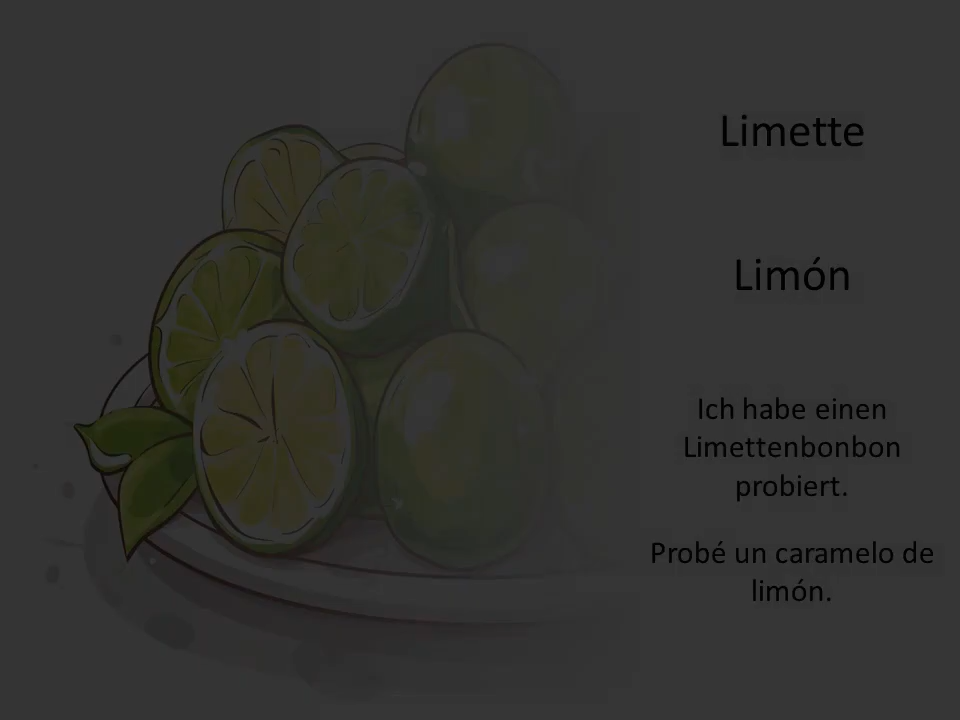 Limette
Limón
Ich habe einen
Limettenbonbon
probiert.
Probé un caramelo de
limón.